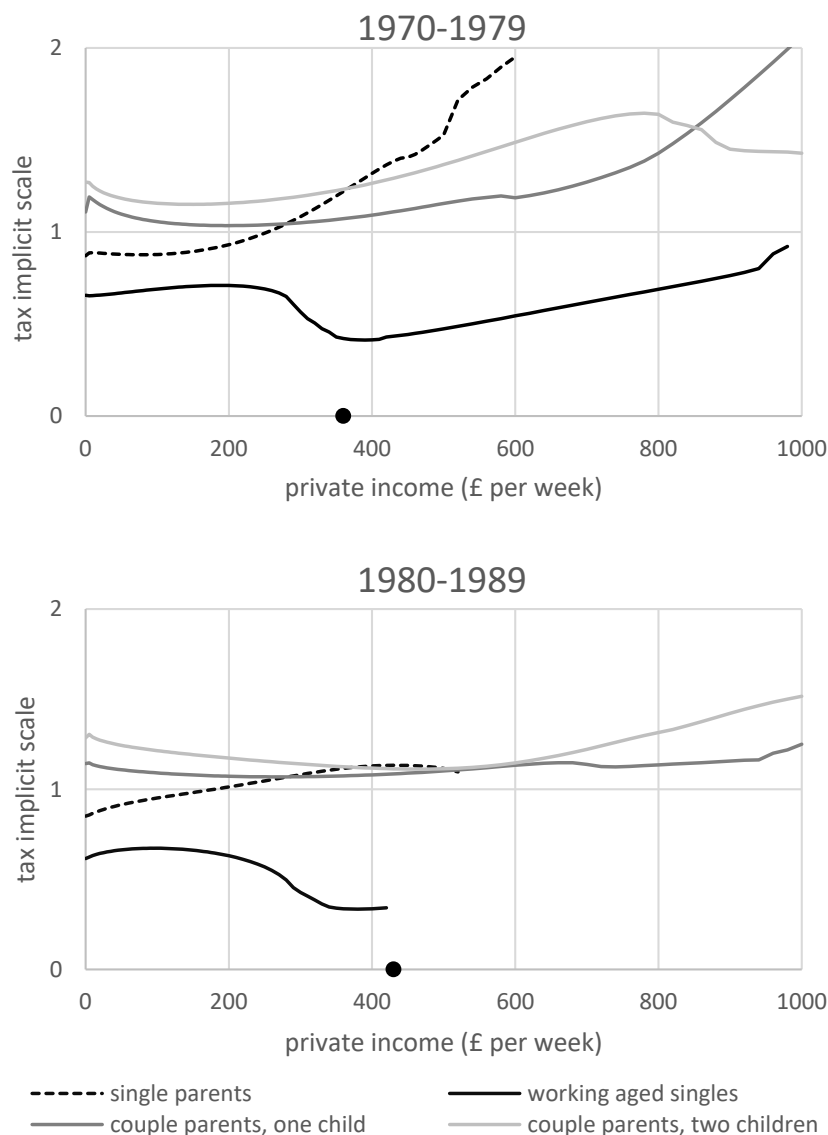 1970-1979
2
1
0
tax implicit scale
0 200 400 600 800 1000
private income (£ per week)
1980-1989
2
1
0
tax implicit scale
0 200 400 600 800 1000
private income (£ per week)
single parents working aged singles
couple parents, one child couple parents, two children